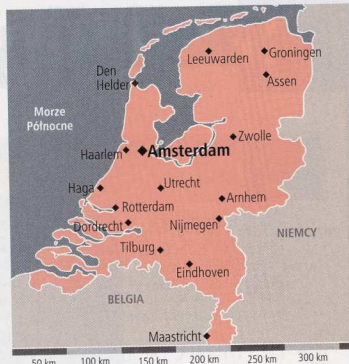 Leeuwarden
Groningen
Den
Helder
Assen
Morze
Północne
Zwolle
Haarlem
Amsterdam
Haga
Utrecht
Rotterdam
Arnhem
Dordrecht
Nijmegen
NIEMCY
Tilburg
Eindhoven
BELGIA
Maastricht
50 km 100 km 150 km 200 km 250 km 300 km